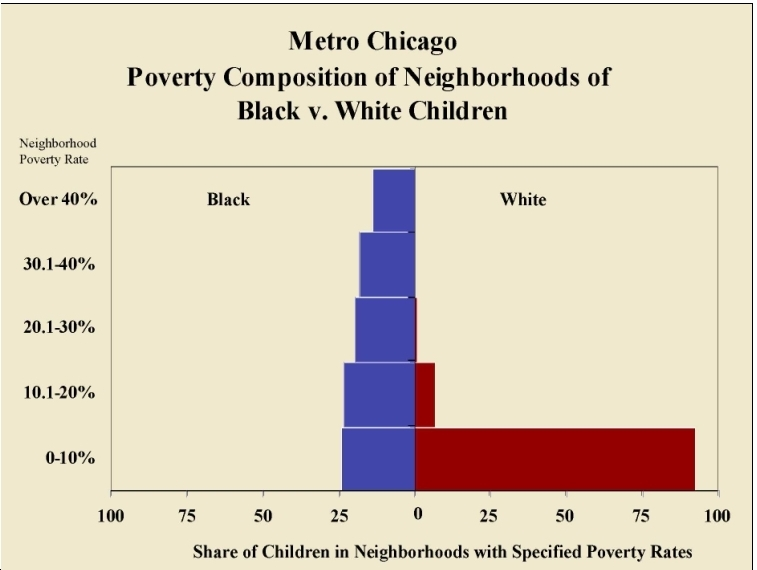 Metro Chicago
Poverty Composition of Neighborhoods of
Black v. White Children
Neighborhood
Poverty Rate
Over 40%
Black
White
30.1-40%
20.1-30%
10.1-20%
0-10%
100 75 50 25 0 25 50 75 100
Share of Children in Neighborhoods with Specified Poverty Rates